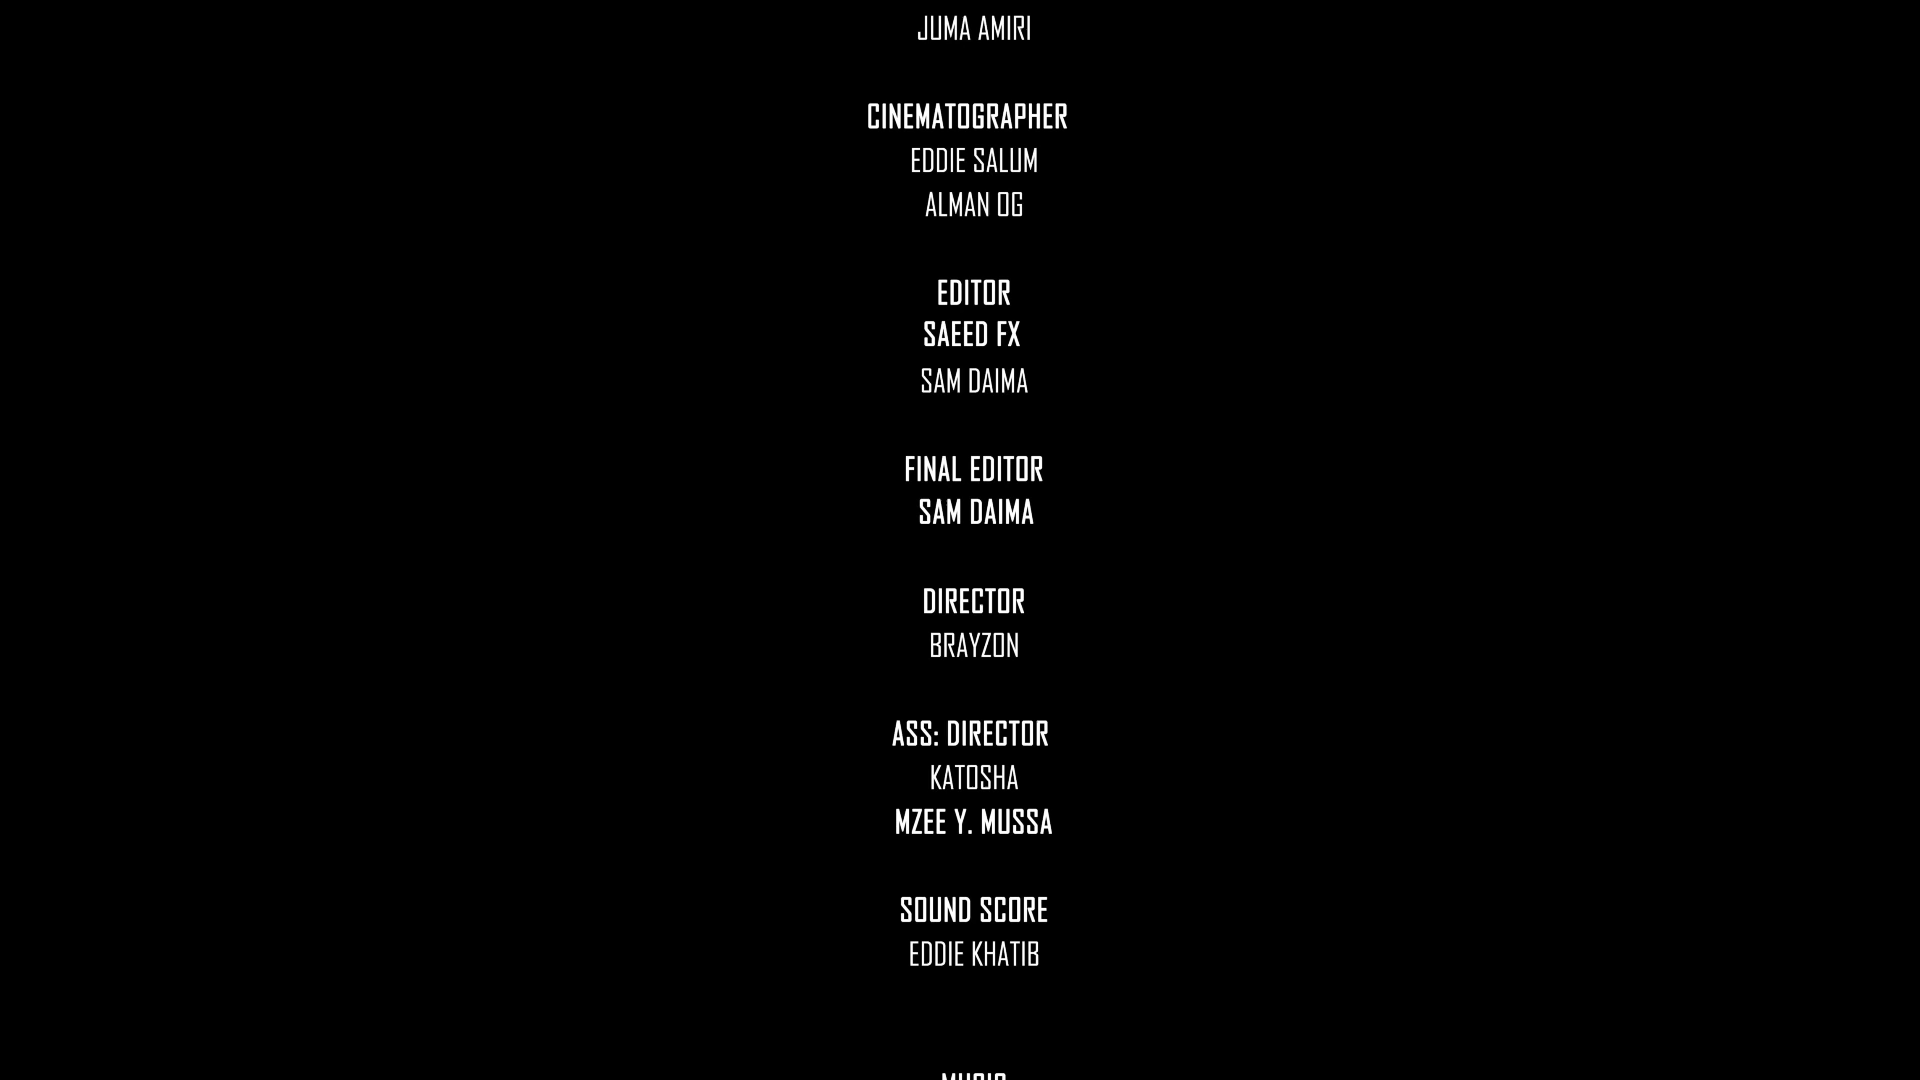 JUMA AMIRI
CINEMATOGRAPHER
EDDIE SALUM
ALMAN OG
EDITOR
SAEED FX
SAM DAIMA
FINAL EDITOR
SAM DAIMA
DIRECTOR
BRAYZON
ASS: DIRECTOR
KATOSHA
MZEE Y. MUSSA
SOUND SCORE
EDDIE KHATIB